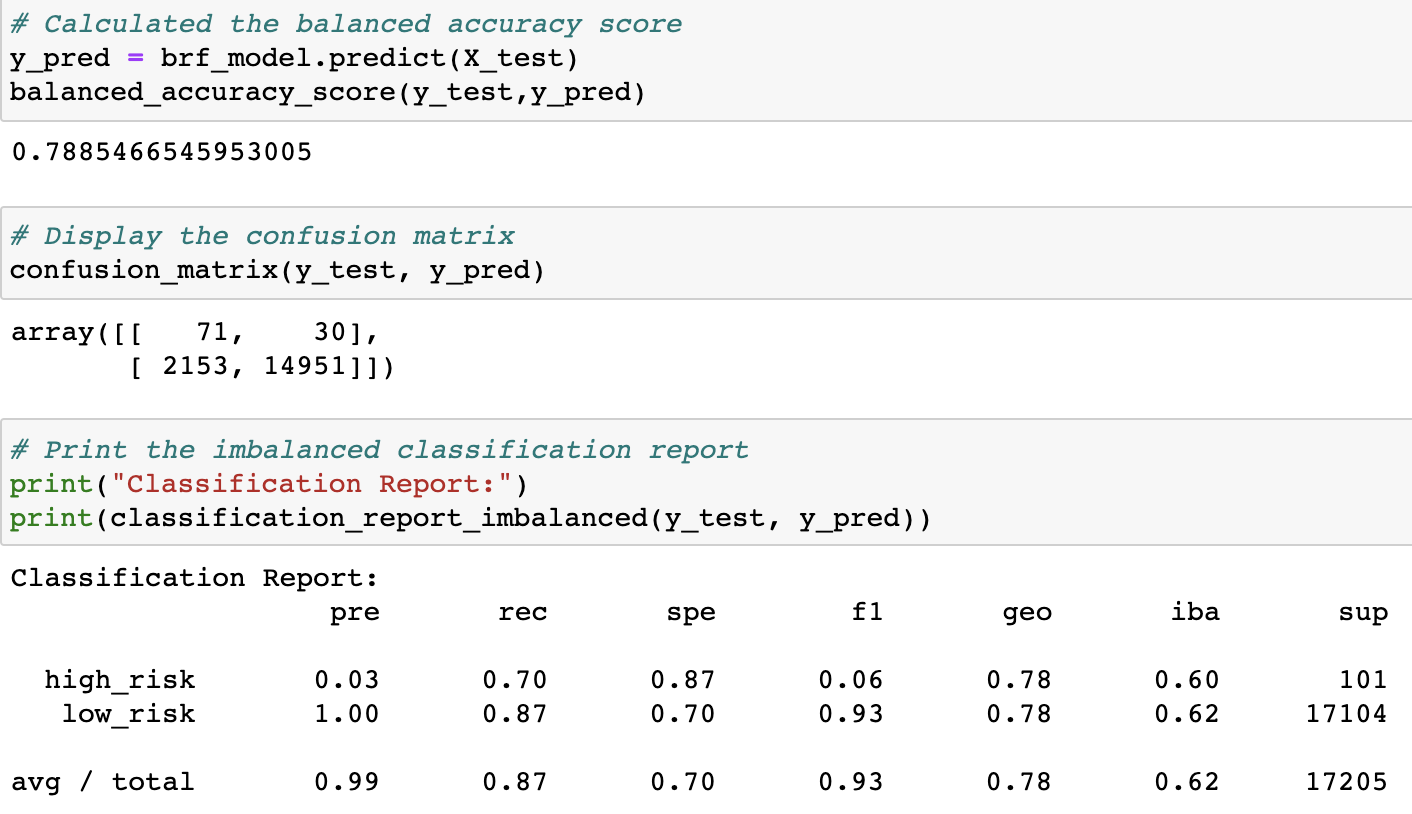 # Calculated the balanced accuracy score
y_pred = brf_model.predict(X_test)
balanced_accuracy_score(y_test,y_pred)
0.7885466545953005
# Display the confusion matrix
confusion_matrix(y_test, y_pred)
array([[   71,    30],
       [ 2153, 14951]])
# Print the imbalanced classification report
print("Classification Report:")
print(classification_report_imbalanced(y_test, y_pred))
Classification Report:
                   pre       rec       spe        f1       geo       iba       sup
  high_risk       0.03      0.70      0.87      0.06      0.78      0.60       101
   low_risk       1.00      0.87      0.70      0.93      0.78      0.62     17104
avg / total       0.99      0.87      0.70      0.93      0.78      0.62     17205